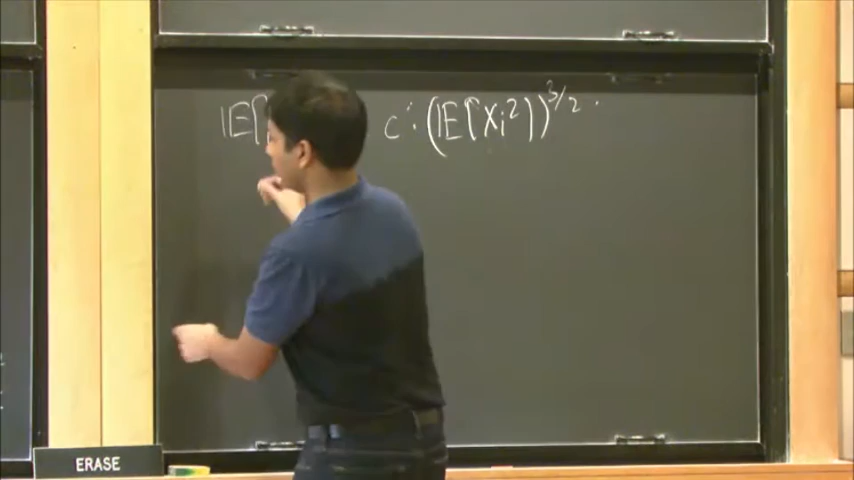 𝔼[ c · (𝔼[Xi²])^3/2 .
ERASE